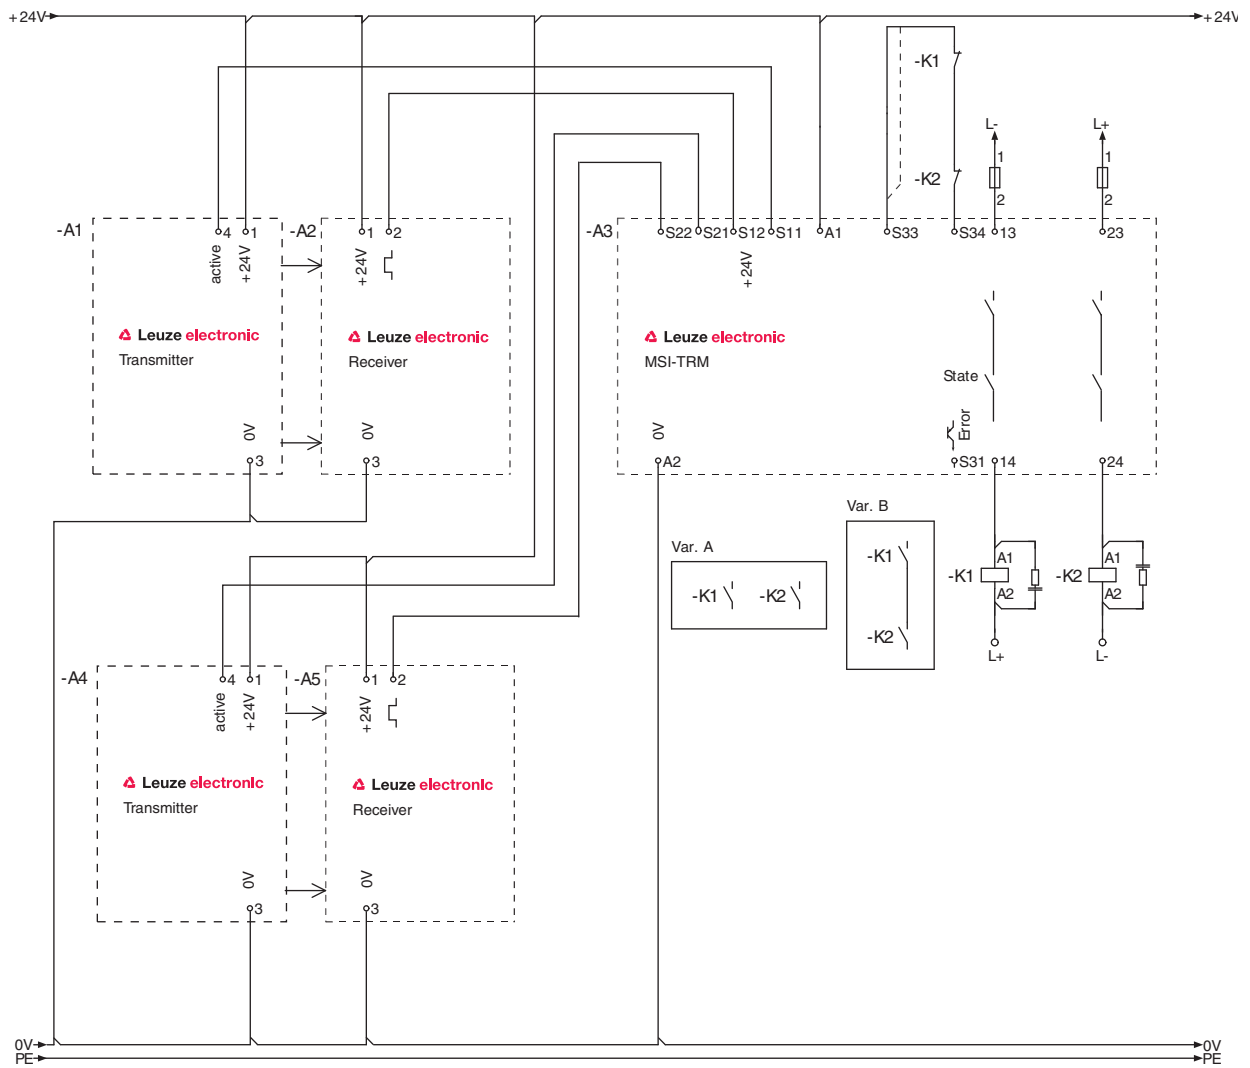 +24V
+24V
-K1
L-
L+
1
1
-K2
2
2
-A1
4
1
-A2
1
2
-A3
S22
S21
S12
S11
A1
S33
S34
13
23
active
+24V
+24V
+24V
Leuze electronic
Transmitter
Leuze electronic
Receiver
Leuze electronic
MSI-TRM
State
Error
0V
0V
0V
3
3
A2
S31
14
24
Var. A
-K1
-K2
Var. B
-K1
-K2
-K1
A1
A2
-K2
A1
A2
L+
L-
-A4
4
1
-A5
1
2
active
+24V
+24V
Leuze electronic
Transmitter
Leuze electronic
Receiver
0V
0V
3
3
0V
0V
PE
PE